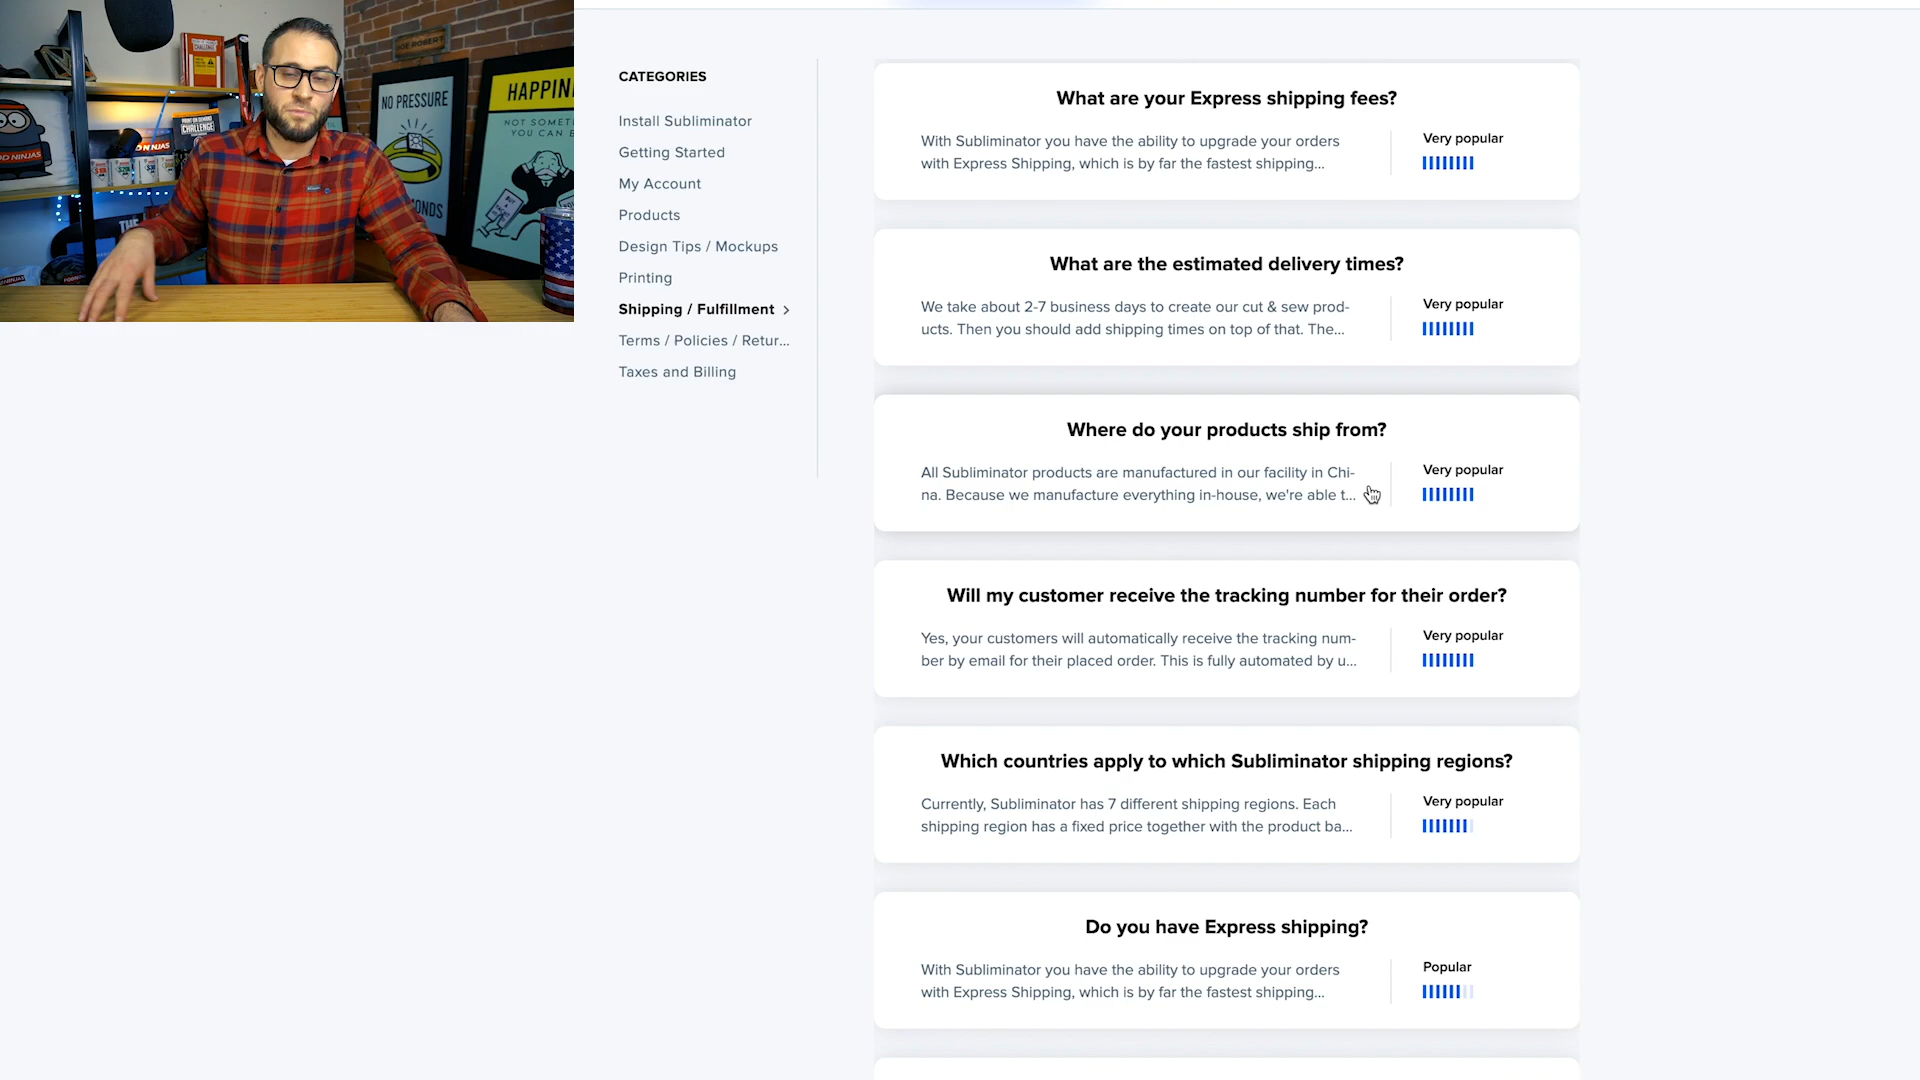 CATEGORIES
Install Subliminator
Getting Started
My Account
Products
Design Tips / Mockups
Printing
Shipping / Fulfillment
Terms / Policies / Retur...
Taxes and Billing
What are your Express shipping fees?
With Subliminator you have the ability to upgrade your orders
with Express Shipping, which is by far the fastest shipping...
Very popular
What are the estimated delivery times?
We take about 2-7 business days to create our cut & sew prod-
ucts. Then you should add shipping times on top of that. The...
Very popular
Where do your products ship from?
All Subliminator products are manufactured in our facility in Chi-
na. Because we manufacture everything in-house, we're able t...
Very popular
Will my customer receive the tracking number for their order?
Yes, your customers will automatically receive the tracking num-
ber by email for their placed order. This is fully automated by u...
Very popular
Which countries apply to which Subliminator shipping regions?
Currently, Subliminator has 7 different shipping regions. Each
shipping region has a fixed price together with the product ba...
Very popular
Do you have Express shipping?
With Subliminator you have the ability to upgrade your orders
with Express Shipping, which is by far the fastest shipping...
Popular
NO PRESSURE
HAPPIN
NOT SOMET
YOU CAN B
CHALLENGE